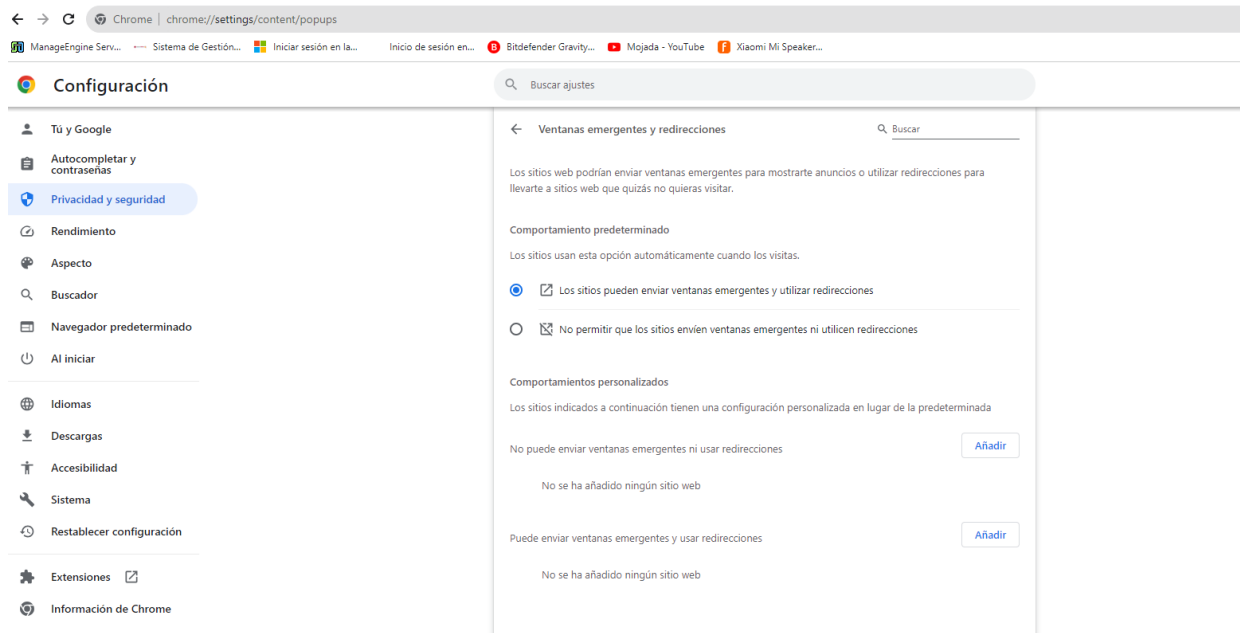 Chrome | chrome://settings/content/popups
ManageEngine Serv... Sistema de Gestión... Iniciar sesión en la... Inicio de sesión en... B Bitdefender Gravity... Mojada - YouTube f Xiaomi Mi Speaker...
Configuración
Buscar ajustes
Tú y Google
Autocompletar y
contraseñas
Privacidad y seguridad
Rendimiento
Aspecto
Buscador
Navegador predeterminado
Al iniciar
Idiomas
Descargas
Accesibilidad
Sistema
Restablecer configuración
Extensiones
Información de Chrome
Ventanas emergentes y redirecciones
Buscar
Los sitios web podrían enviar ventanas emergentes para mostrarte anuncios o utilizar redirecciones para
llevarte a sitios web que quizás no quieras visitar.
Comportamiento predeterminado
Los sitios usan esta opción automáticamente cuando los visitas.
Los sitios pueden enviar ventanas emergentes y utilizar redirecciones
No permitir que los sitios envíen ventanas emergentes ni utilicen redirecciones
Comportamientos personalizados
Los sitios indicados a continuación tienen una configuración personalizada en lugar de la predeterminada
No puede enviar ventanas emergentes ni usar redirecciones
Añadir
No se ha añadido ningún sitio web
Puede enviar ventanas emergentes y usar redirecciones
Añadir
No se ha añadido ningún sitio web